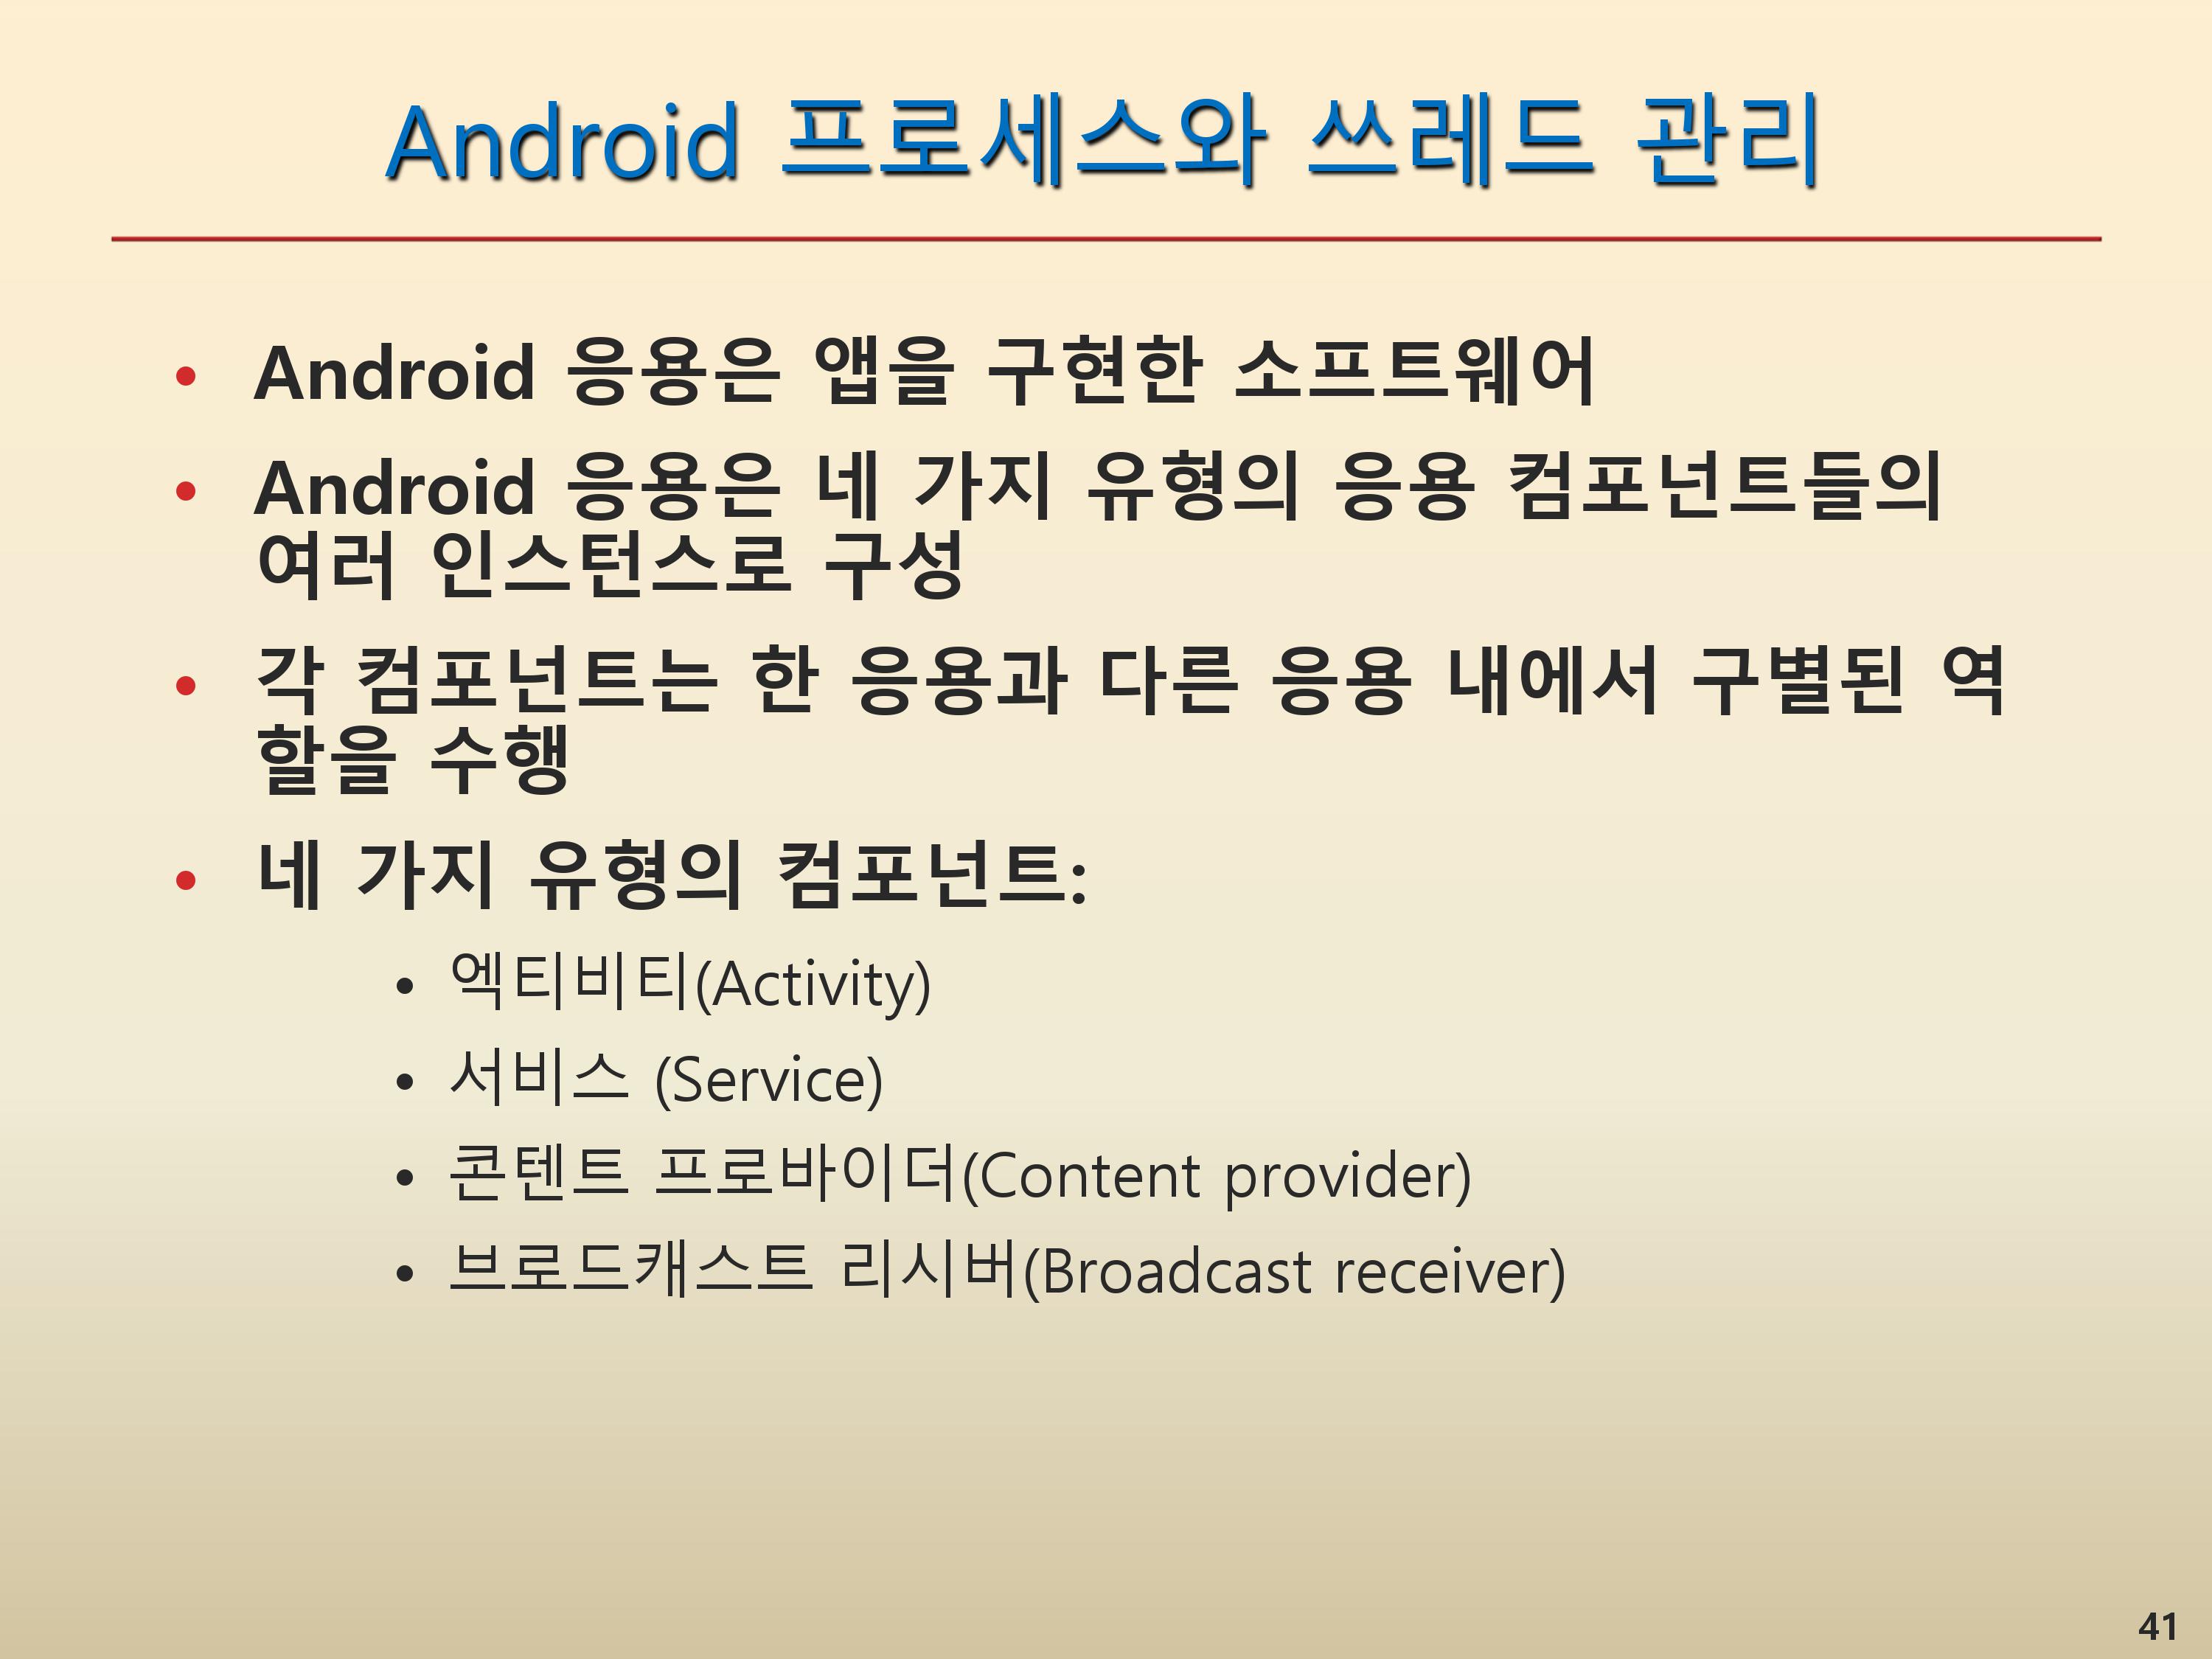 Android 프로세스와 쓰레드 관리
• Android 응용은 앱을 구현한 소프트웨어
• Android 응용은 네 가지 유형의 응용 컴포넌트들의
여러 인스턴스로 구성
• 각 컴포넌트는 한 응용과 다른 응용 내에서 구별된 역
할을 수행
• 네 가지 유형의 컴포넌트:
• 엑티비티(Activity)
• 서비스 (Service)
• 콘텐트 프로바이더(Content provider)
• 브로드캐스트 리시버(Broadcast receiver)
41